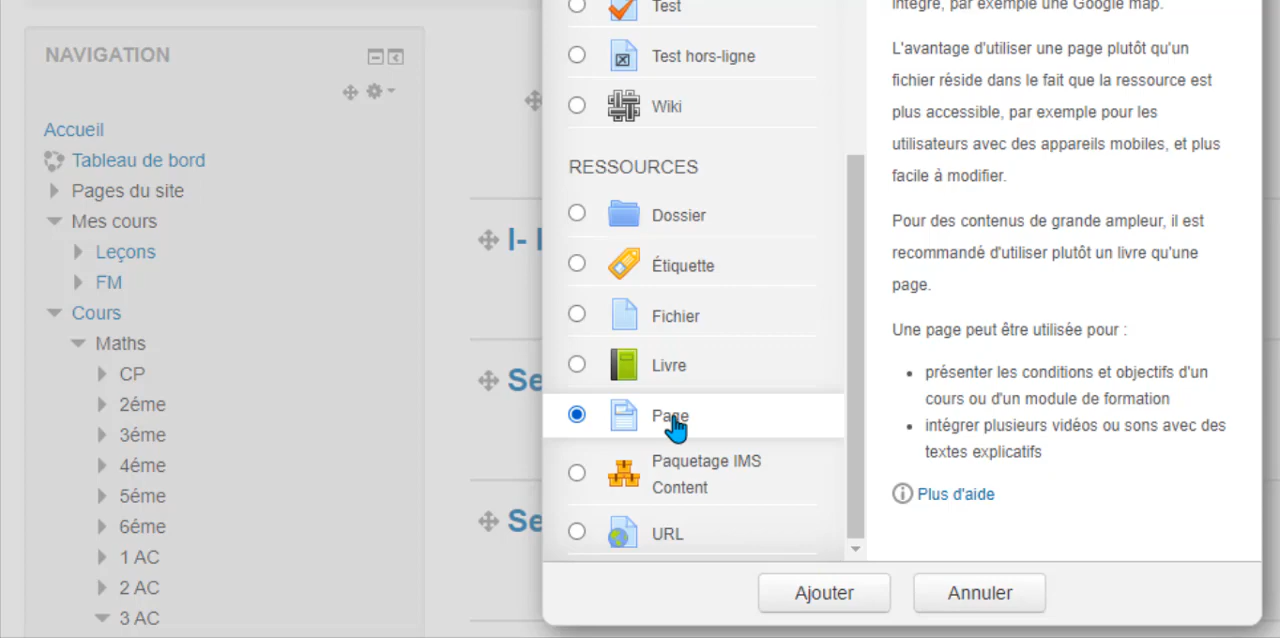 NAVIGATION
Accueil
Tableau de bord
Pages du site
Mes cours
Leçons
FM
Cours
Maths
CP
2éme
3éme
4éme
5éme
6éme
1 AC
2 AC
3 AC
I-
Se
Se
Test
Test hors-ligne
Wiki
RESSOURCES
Dossier
Étiquette
Fichier
Livre
Page
Paquetage IMS
Content
URL
intégré, par exemple une Google map.
L'avantage d'utiliser une page plutôt qu'un
fichier réside dans le fait que la ressource est
plus accessible, par exemple pour les
utilisateurs avec des appareils mobiles, et plus
facile à modifier.
Pour des contenus de grande ampleur, il est
recommandé d'utiliser plutôt un livre qu'une
page.
Une page peut être utilisée pour :
présenter les conditions et objectifs d'un
cours ou d'un module de formation
intégrer plusieurs vidéos ou sons avec des
textes explicatifs
Plus d'aide
Ajouter
Annuler